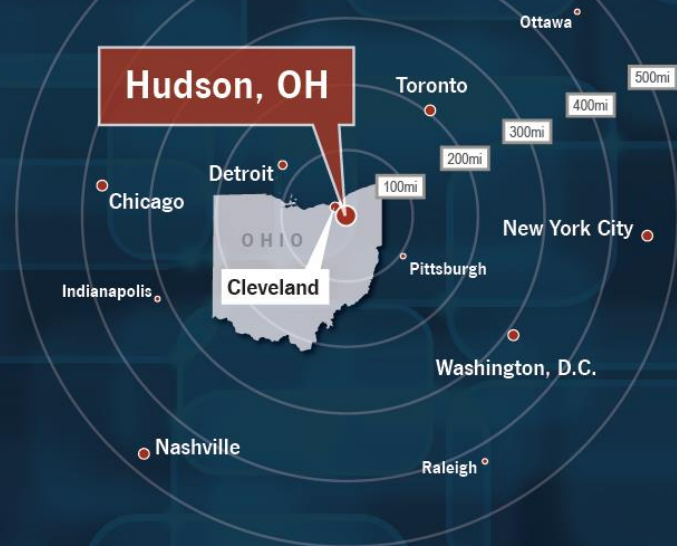 Ottawa
500mi
Hudson, OH
Toronto
400mi
300mi
200mi
Detroit
100mi
Chicago
OHIO
New York City
Pittsburgh
Cleveland
Indianapolis
Washington, D.C.
Nashville
Raleigh